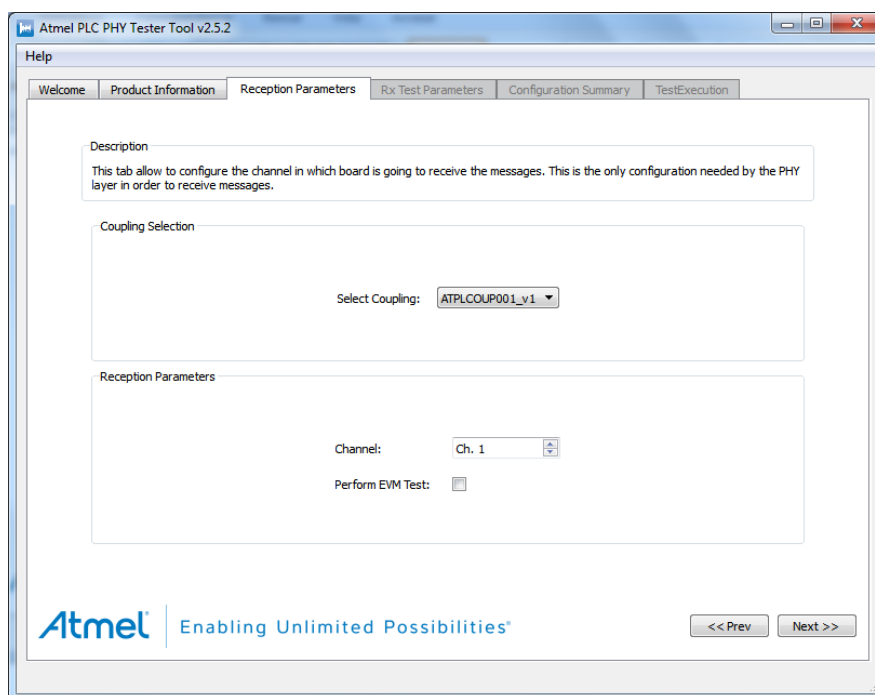 Atmel PLC PHY Tester Tool v2.5.2
Help
Welcome
Product Information
Reception Parameters
Rx Test Parameters
Configuration Summary
TestExecution
Description
This tab allow to configure the channel in which board is going to receive the messages. This is the only configuration needed by the PHY
layer in order to receive messages.
Coupling Selection
Select Coupling: ATPLCOUP001_v1
Reception Parameters
Channel: Ch. 1
Perform EVM Test:
Atmel Enabling Unlimited Possibilities®
<< Prev Next >>